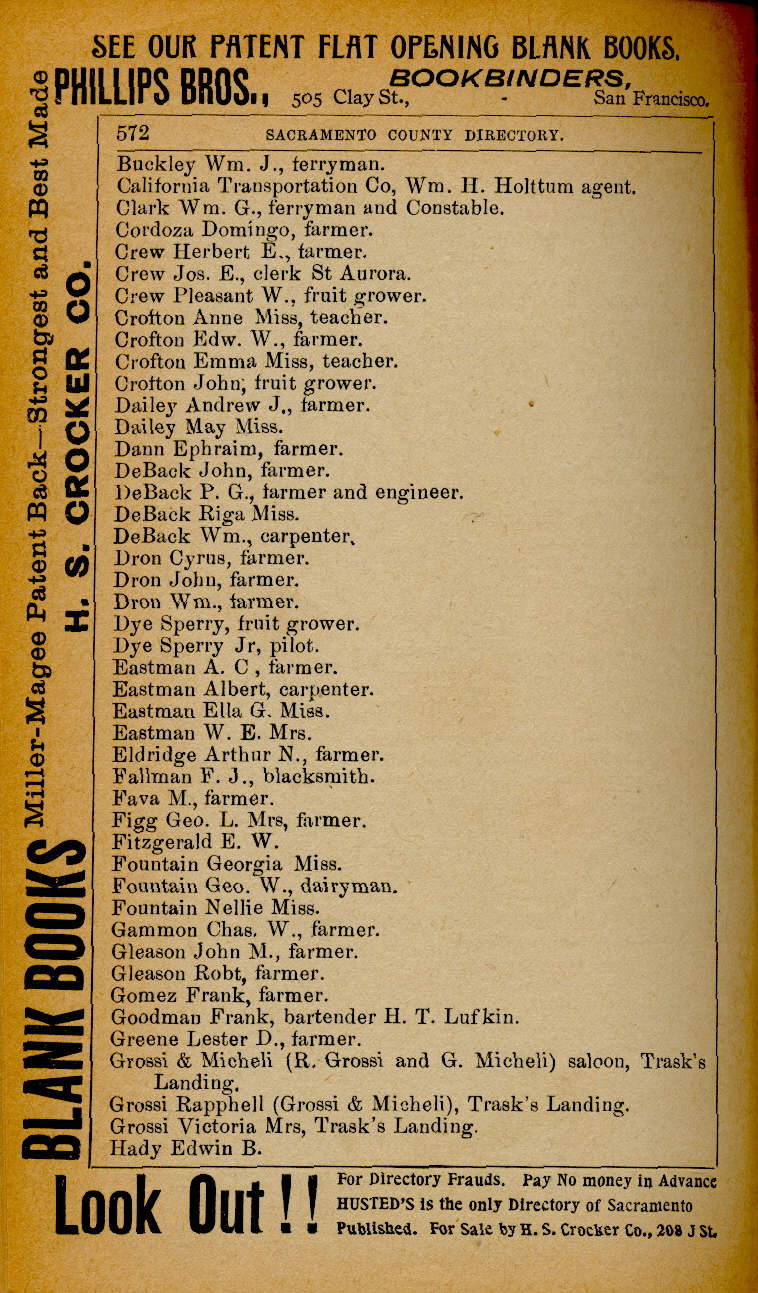 SEE OUR PATENT FLAT OPENING BLANK BOOKS.
PHILLIPS BROS., BOOKBINDERS,
505 Clay St., - San Francisco.
Miller-Magee Patent Back—Strongest and Best Made
BLANK BOOKS H. S. CROCKER CO.
572 SACRAMENTO COUNTY DIRECTORY.
Buckley Wm. J., ferryman.
California Transportation Co, Wm. H. Holttum agent.
Clark Wm. G., ferryman and Constable.
Cordoza Domingo, farmer.
Crew Herbert E., farmer.
Crew Jos. E., clerk St Aurora.
Crew Pleasant W., fruit grower.
Crofton Anne Miss, teacher.
Crofton Edw. W., farmer.
Crofton Emma Miss, teacher.
Crofton John, fruit grower.
Dailey Andrew J., farmer.
Dailey May Miss.
Dann Ephraim, farmer.
DeBack John, farmer.
DeBack P. G., farmer and engineer.
DeBack Riga Miss.
DeBack Wm., carpenter.
Dron Cyrus, farmer.
Dron John, farmer.
Dron Wm., farmer.
Dye Sperry, fruit grower.
Dye Sperry Jr, pilot.
Eastman A. C , farmer.
Eastman Albert, carpenter.
Eastman Ella G. Miss.
Eastman W. E. Mrs.
Eldridge Arthur N., farmer.
Fallman F. J., blacksmith.
Fava M., farmer.
Figg Geo. L. Mrs, farmer.
Fitzgerald E. W.
Fountain Georgia Miss.
Fountain Geo. W., dairyman.
Fountain Nellie Miss.
Gammon Chas. W., farmer.
Gleason John M., farmer.
Gleason Robt, farmer.
Gomez Frank, farmer.
Goodman Frank, bartender H. T. Lufkin.
Greene Lester D., farmer.
Grossi & Micheli (R. Grossi and G. Micheli) saloon, Trask's
Landing.
Grossi Rapphell (Grossi & Micheli), Trask's Landing.
Grossi Victoria Mrs, Trask's Landing.
Hady Edwin B.
Look Out!! For Directory Frauds. Pay No money in Advance
HUSTED'S is the only Directory of Sacramento
Published. For Sale by H. S. Crocker Co., 208 J St.